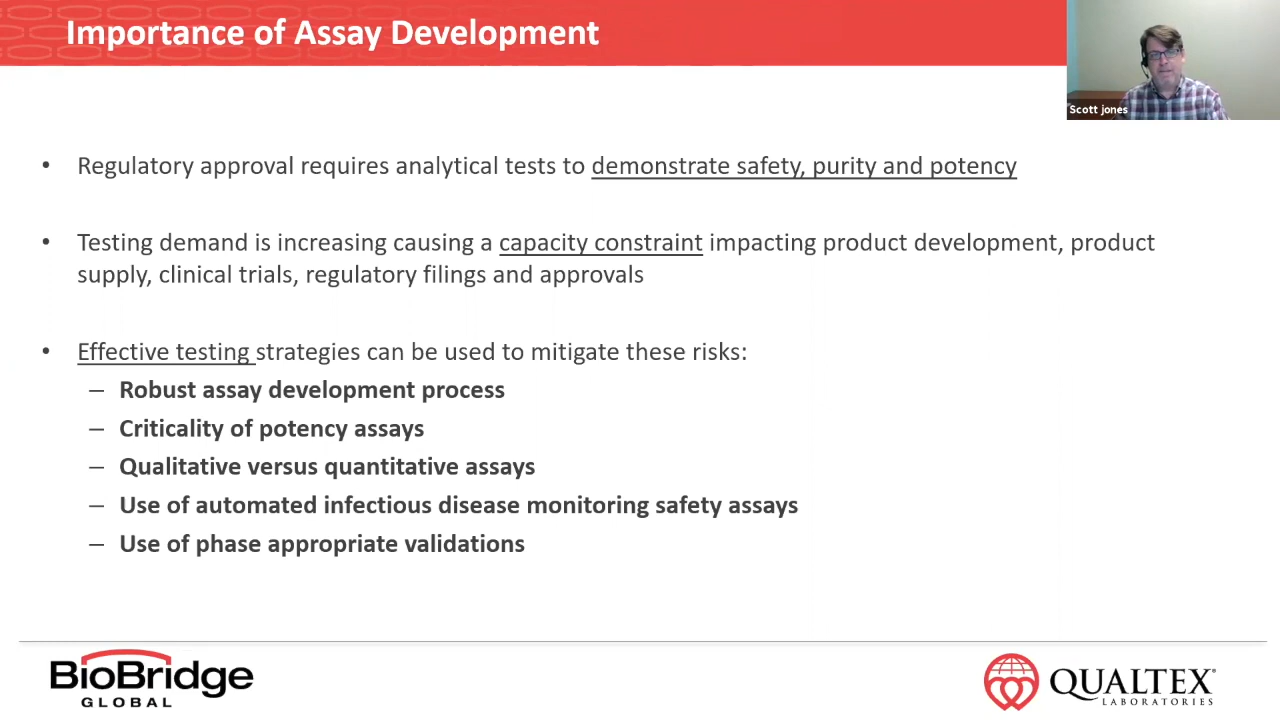 Importance of Assay Development
Scott jones
• Regulatory approval requires analytical tests to demonstrate safety, purity and potency
• Testing demand is increasing causing a capacity constraint impacting product development, product
supply, clinical trials, regulatory filings and approvals
• Effective testing strategies can be used to mitigate these risks:
– Robust assay development process
– Criticality of potency assays
– Qualitative versus quantitative assays
– Use of automated infectious disease monitoring safety assays
– Use of phase appropriate validations
BioBridge
GLOBAL
QUALTEX®
LABORATORIES